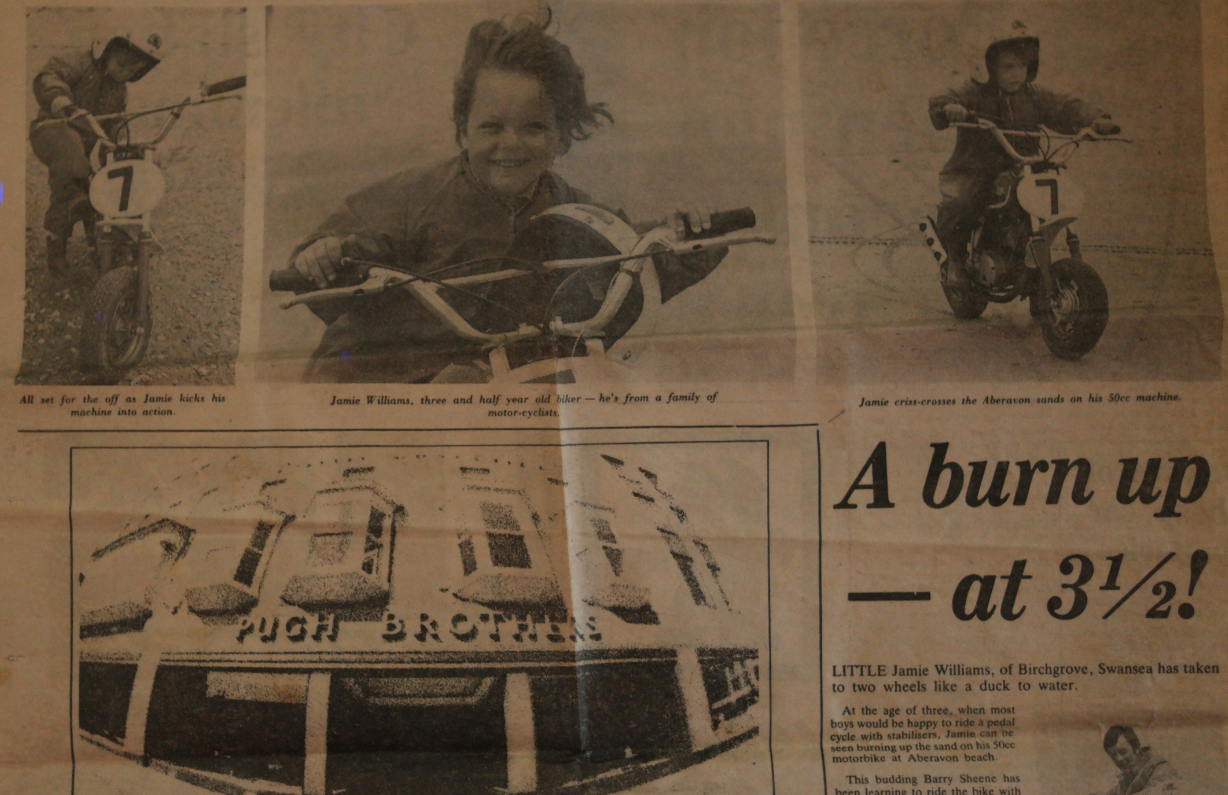 7
7
All set for the off as Jamie kicks his
machine into action.
Jamie Williams, three and half year old biker — he's from a family of
motor-cyclists.
Jamie criss-crosses the Aberavon sands on his 50cc machine.
PUGH BROTHERS
A burn up
— at 3½!
LITTLE Jamie Williams, of Birchgrove, Swansea has taken
to two wheels like a duck to water.
At the age of three, when most
boys would be happy to ride a pedal
cycle with stabilisers, Jamie can be
seen burning up the sand on his 50cc
motorbike at Aberavon beach.
This budding Barry Sheene has
been learning to ride the bike with